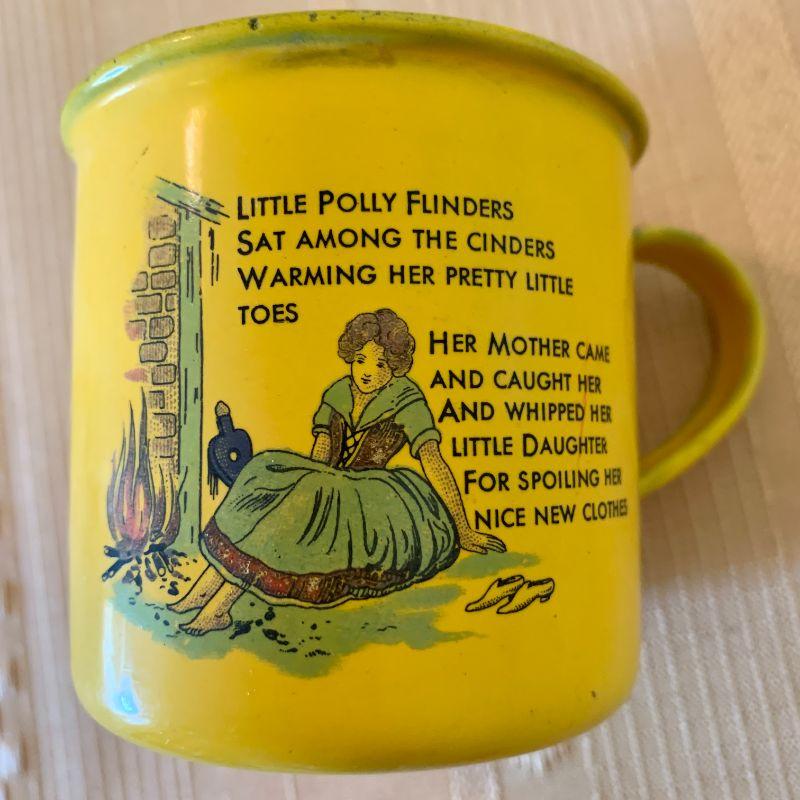 LITTLE POLLY FLINDERS
SAT AMONG THE CINDERS
WARMING HER PRETTY LITTLE
TOES
HER MOTHER CAME
AND CAUGHT HER
AND WHIPPED HER
LITTLE DAUGHTER
FOR SPOILING HER
NICE NEW CLOTHES